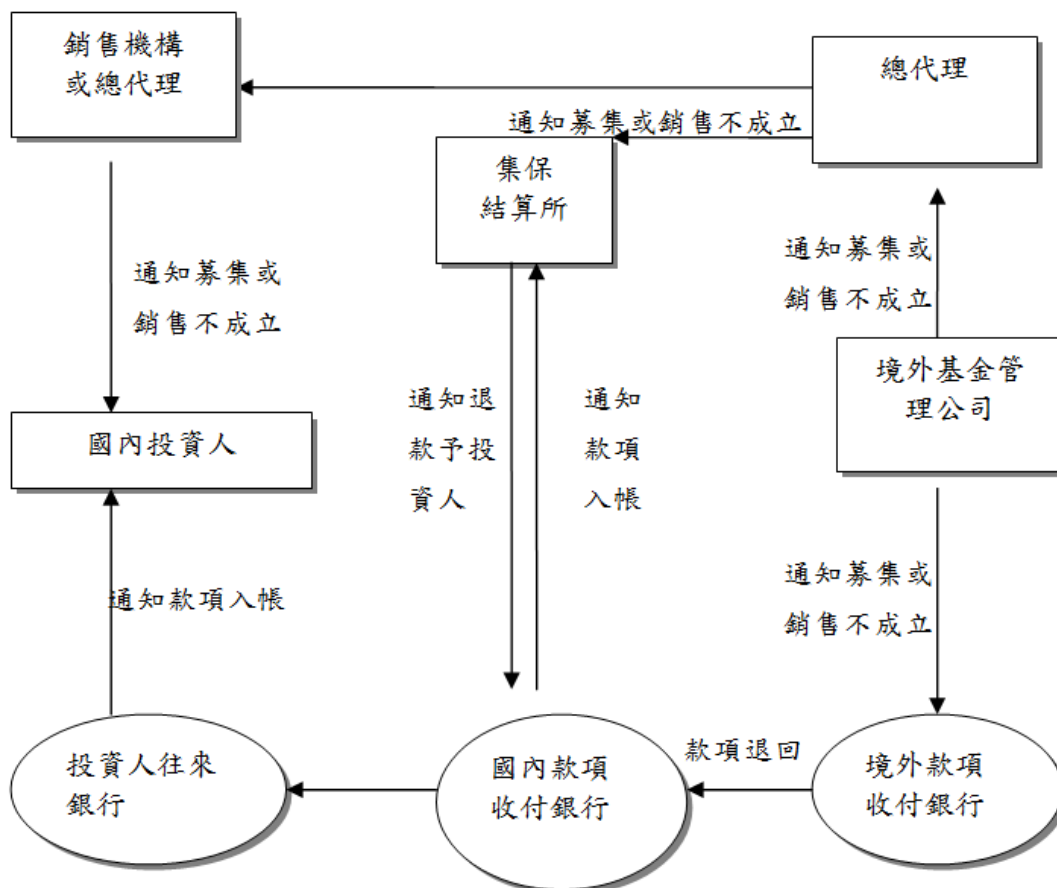 銷售機構
或總代理
總代理
通知募集或銷售不成立
集保
結算所
通知募集或
銷售不成立
通知募集或
銷售不成立
境外基金管
理公司
國內投資人
通知退
款予投
資人
通知
款項
入帳
通知募集或
銷售不成立
通知款項入帳
投資人往來
銀行
國內款項
收付銀行
款項退回
境外款項
收付銀行